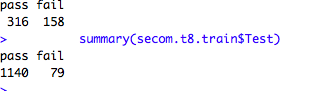 pass fail
316 158
> summary(secom.t8.train$Test)
pass fail
1140 79
>